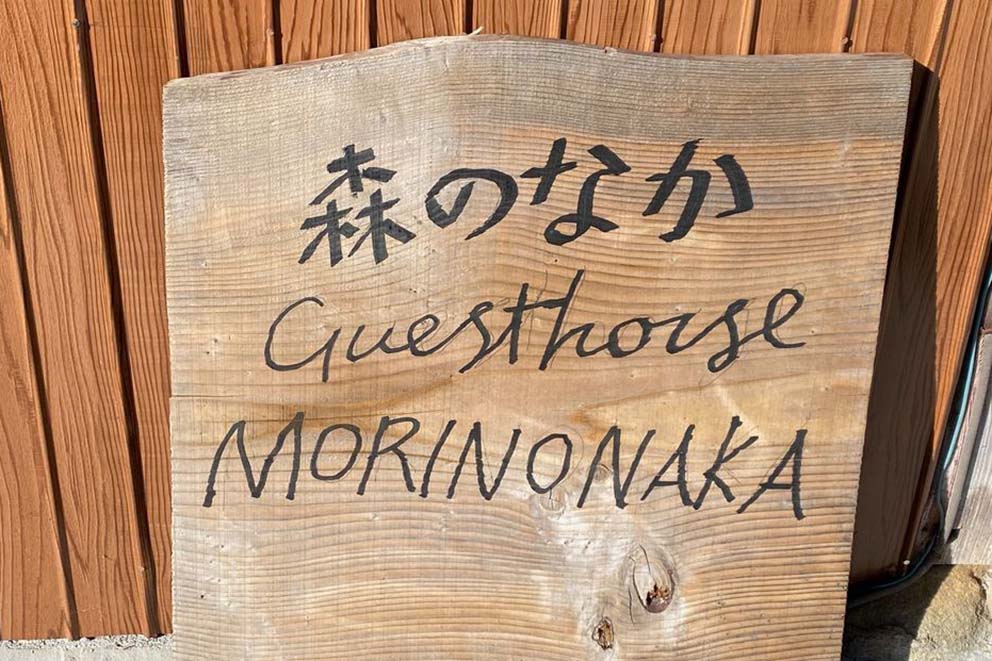 森のなか
Guesthouse
MORINONAKA